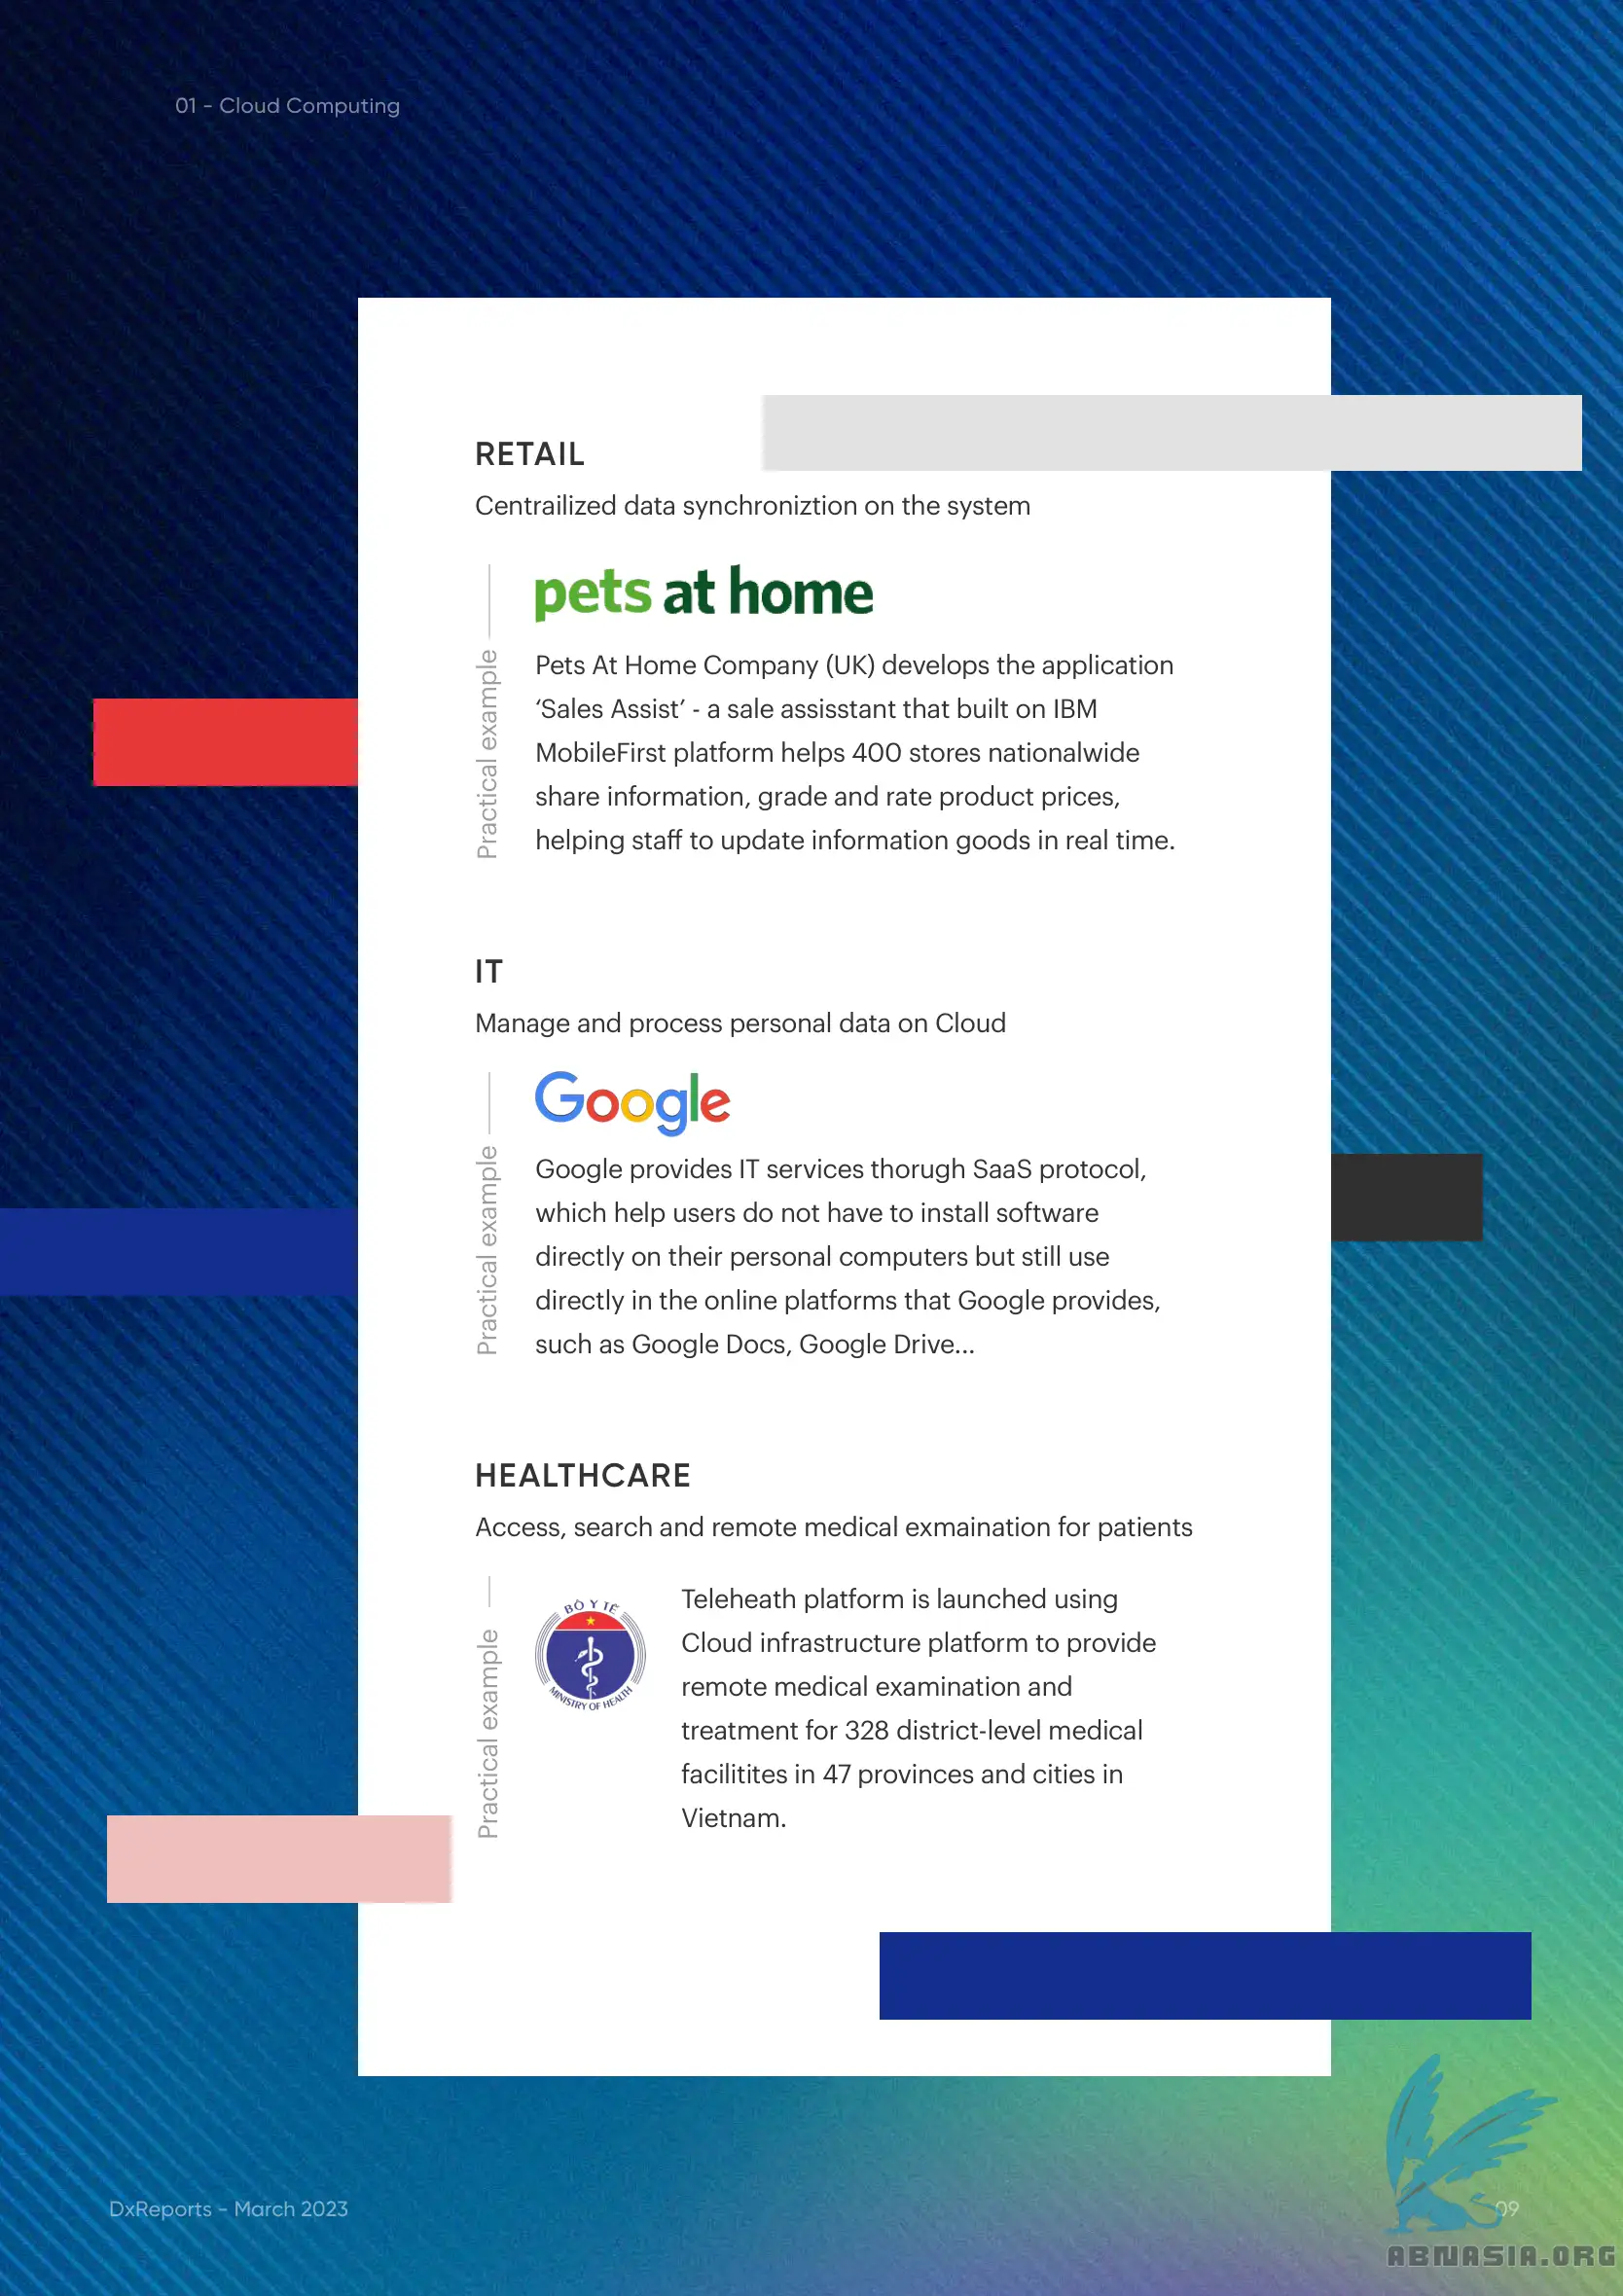 01 - Cloud Computing
RETAIL
Centrailized data synchroniztion on the system
pets at home
Practical example
Pets At Home Company (UK) develops the application
‘Sales Assist’ - a sale assisstant that built on IBM
MobileFirst platform helps 400 stores nationalwide
share information, grade and rate product prices,
helping staff to update information goods in real time.
IT
Manage and process personal data on Cloud
Google
Practical example
Google provides IT services thorugh SaaS protocol,
which help users do not have to install software
directly on their personal computers but still use
directly in the online platforms that Google provides,
such as Google Docs, Google Drive...
HEALTHCARE
Access, search and remote medical exmaination for patients
Practical example
BỘ Y TẾ
MINISTRY OF HEALTH
Teleheath platform is launched using
Cloud infrastructure platform to provide
remote medical examination and
treatment for 328 district-level medical
facilitites in 47 provinces and cities in
Vietnam.
DxReports - March 2023
09
ABNASIA.ORG